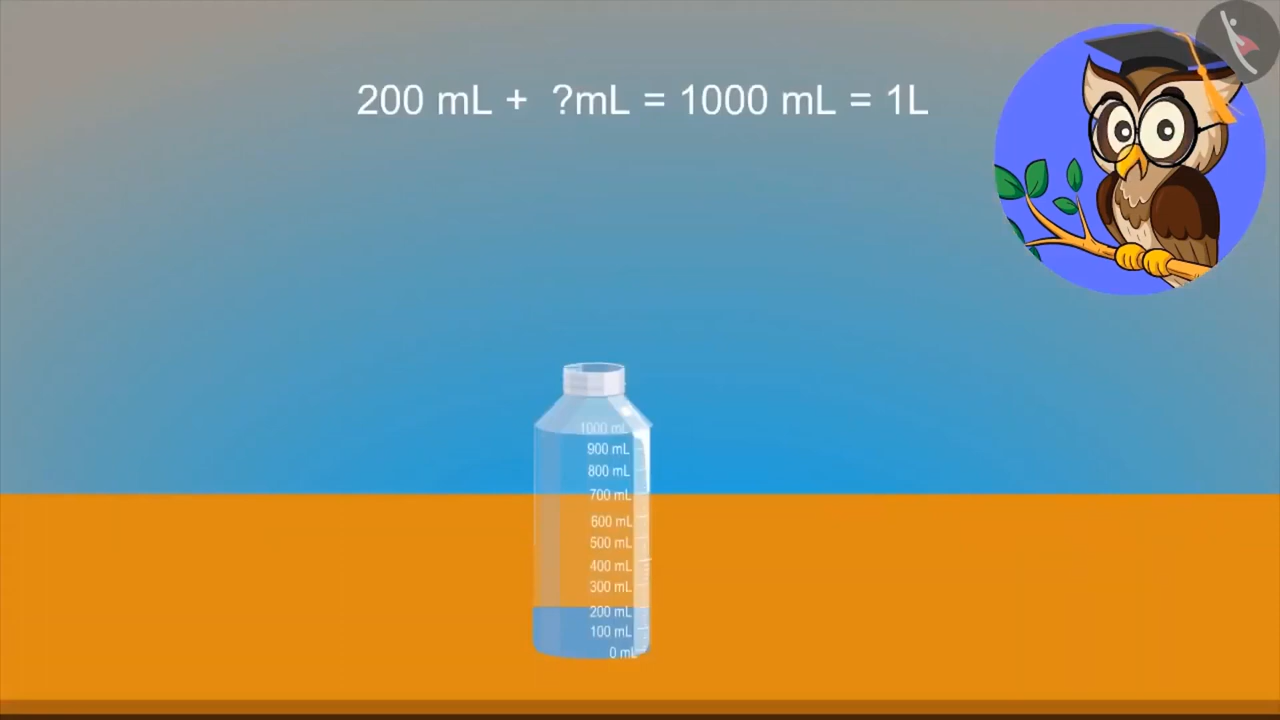 200 mL + ?mL = 1000 mL = 1L
1000 mL
900 mL
800 mL
700 mL
600 mL
500 mL
400 mL
300 mL
200 mL
100 mL
0 mL